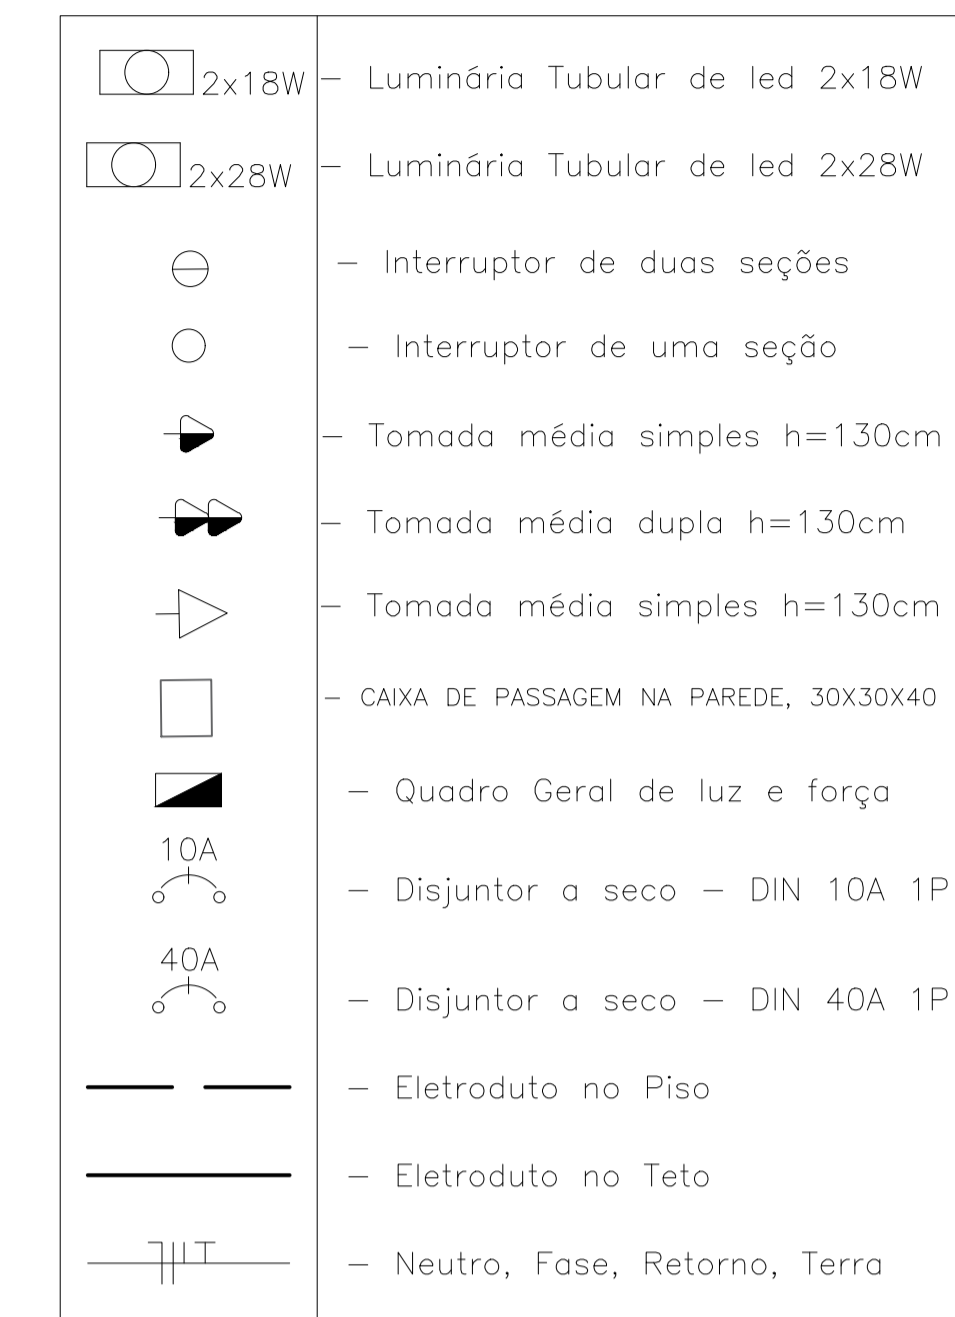 2x18W – Luminária Tubular de led 2x18W
2x28W – Luminária Tubular de led 2x28W
– Interruptor de duas seções
– Interruptor de uma seção
– Tomada média simples h=130cm
– Tomada média dupla h=130cm
– Tomada média simples h=130cm
– CAIXA DE PASSAGEM NA PAREDE, 30X30X40
– Quadro Geral de luz e força
10A
– Disjuntor a seco – DIN 10A 1P
40A
– Disjuntor a seco – DIN 40A 1P
– Eletroduto no Piso
– Eletroduto no Teto
– Neutro, Fase, Retorno, Terra